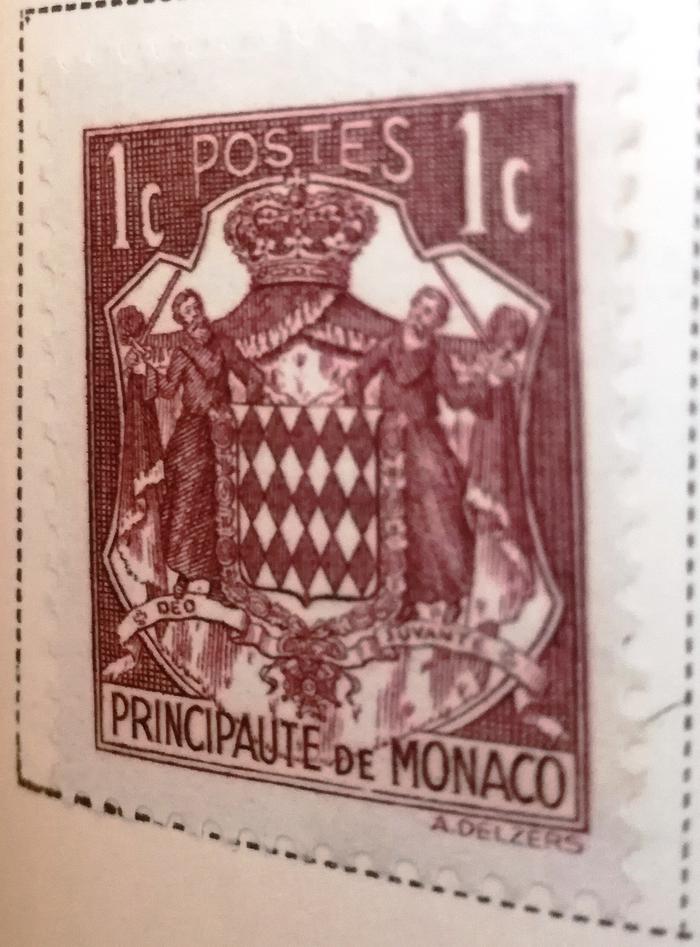 1c POSTES 1c
DEO JUVANTE
PRINCIPAUTE DE MONACO
A.DELZERS